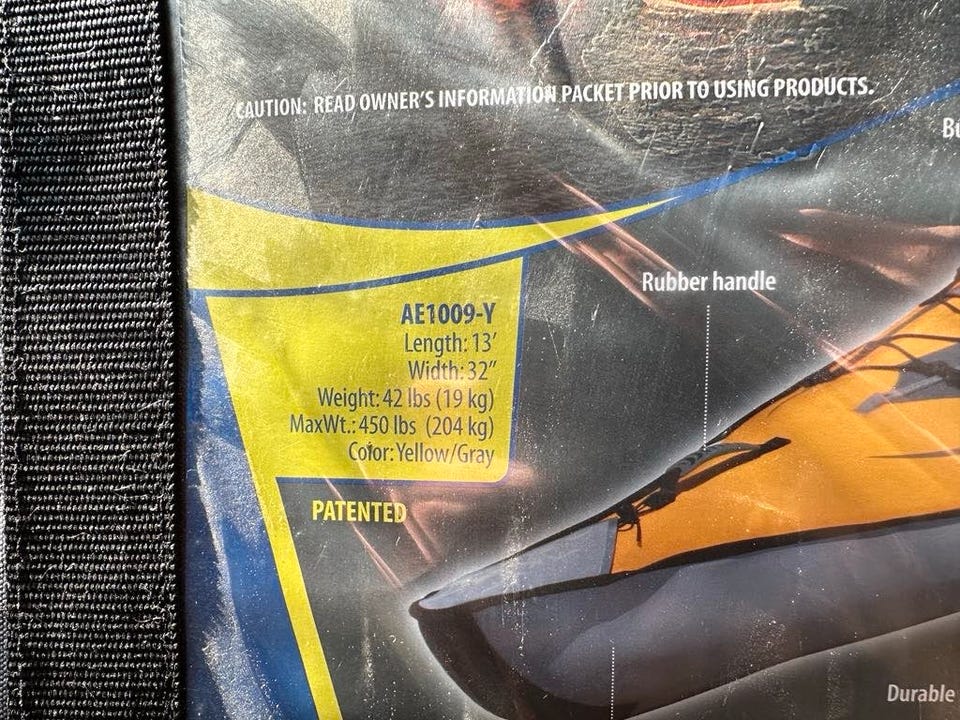 CAUTION: READ OWNER'S INFORMATION PACKET PRIOR TO USING PRODUCTS.
Rubber handle
AE1009-Y
Length: 13'
Width: 32"
Weight: 42 lbs (19 kg)
MaxWt.: 450 lbs (204 kg)
Color: Yellow/Gray
PATENTED
Durable